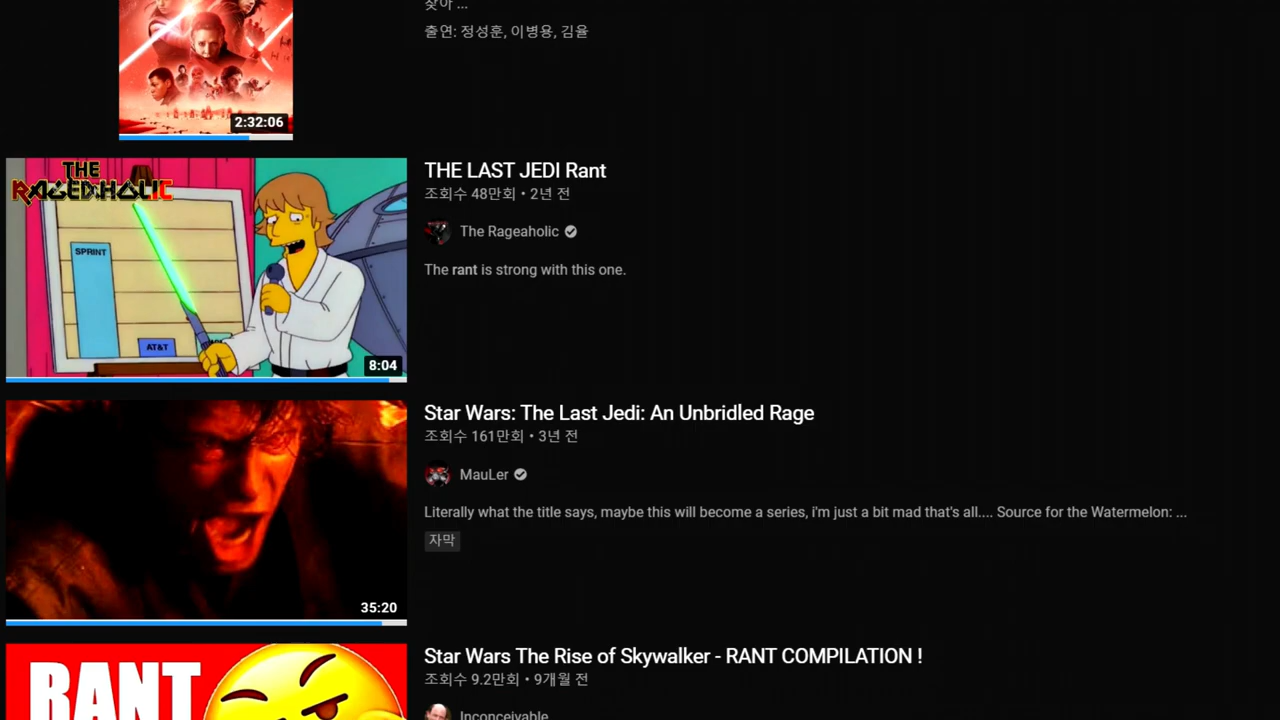 찾아 ...
출연: 정성훈, 이병용, 김율
2:32:06
THE
RAGEAHOLIC
SPRINT
AT&T
8:04
THE LAST JEDI Rant
조회수 48만회 • 2년 전
The Rageaholic
The rant is strong with this one.
35:20
Star Wars: The Last Jedi: An Unbridled Rage
조회수 161만회 • 3년 전
MauLer
Literally what the title says, maybe this will become a series, i'm just a bit mad that's all.... Source for the Watermelon: ...
자막
RANT
Star Wars The Rise of Skywalker - RANT COMPILATION !
조회수 9.2만회 • 9개월 전
Inconceivable